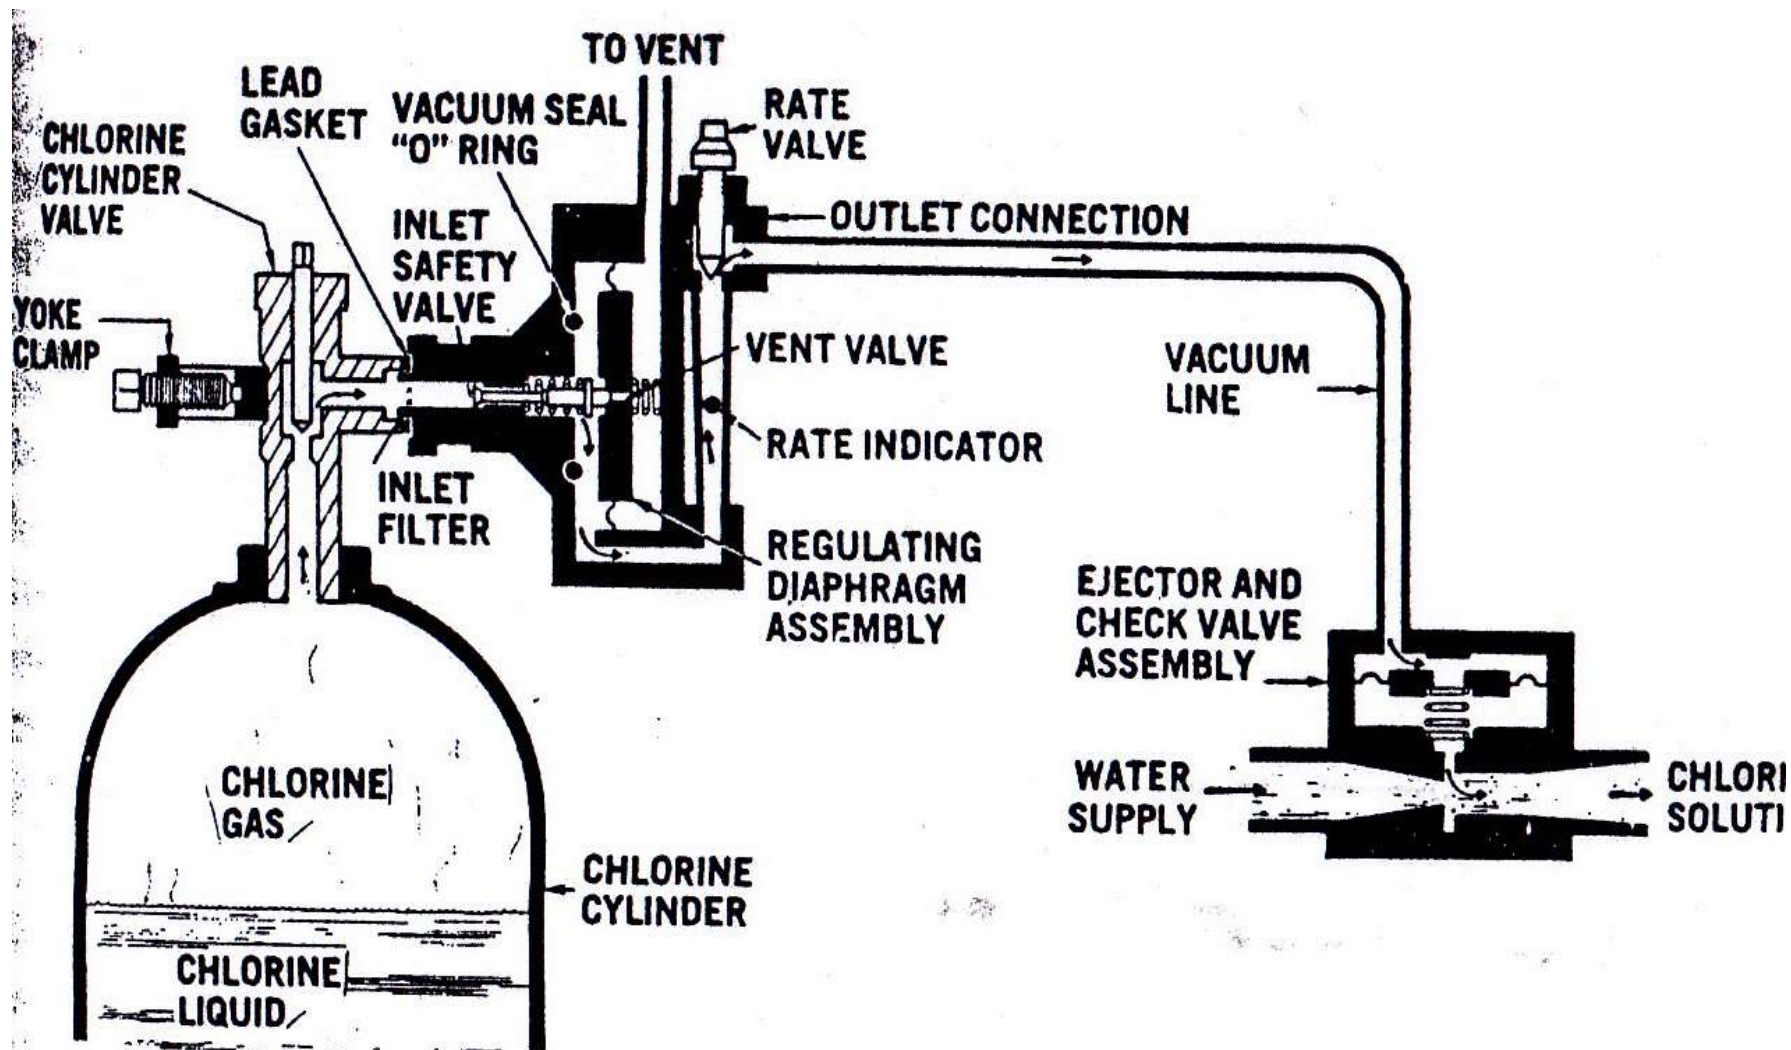 TO VENT
LEAD
GASKET
VACUUM SEAL
"O" RING
RATE
VALVE
CHLORINE
CYLINDER
VALVE
INLET
SAFETY
VALVE
OUTLET CONNECTION
YOKE
CLAMP
VENT VALVE
VACUUM
LINE
RATE INDICATOR
INLET
FILTER
REGULATING
DIAPHRAGM
ASSEMBLY
EJECTOR AND
CHECK VALVE
ASSEMBLY
WATER
SUPPLY
CHLORI
SOLUTI
CHLORINE
GAS
CHLORINE
CYLINDER
CHLORINE
LIQUID